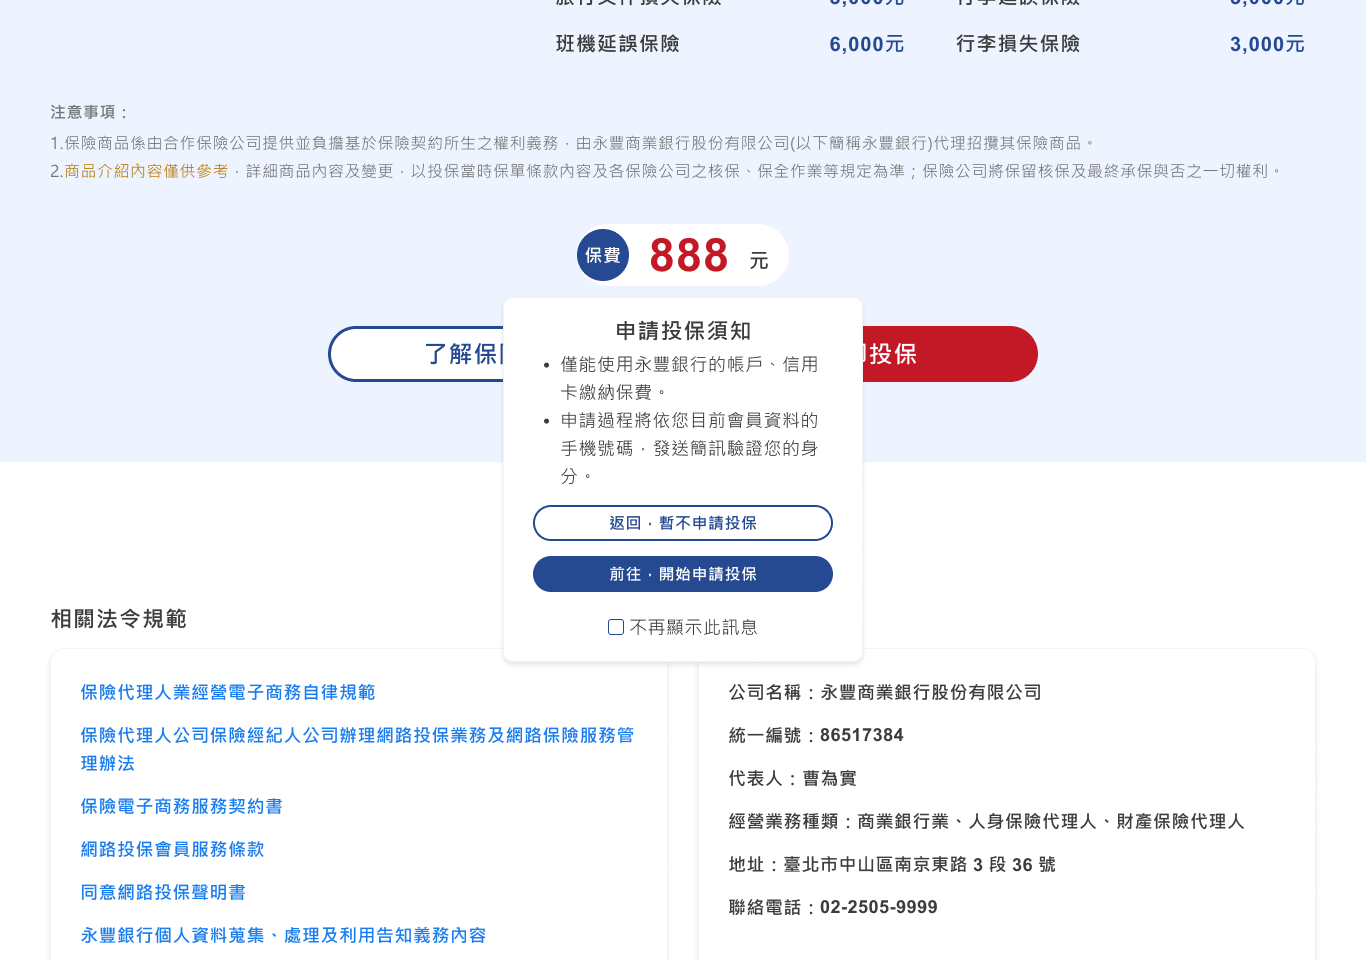 班機延誤保險 6,000元 行李損失保險 3,000元
注意事項：
1.保險商品係由合作保險公司提供並負擔基於保險契約所生之權利義務，由永豐商業銀行股份有限公司(以下簡稱永豐銀行)代理招攬其保險商品。
2.商品介紹內容僅供參考，詳細商品內容及變更，以投保當時保單條款內容及各保險公司之核保、保全作業等規定為準；保險公司將保留核保及最終承保與否之一切權利。
保費 888 元
了解保
投保
申請投保須知
• 僅能使用永豐銀行的帳戶、信用
卡繳納保費。
• 申請過程將依您目前會員資料的
手機號碼，發送簡訊驗證您的身
分。
返回，暫不申請投保
前往，開始申請投保
不再顯示此訊息
相關法令規範
保險代理人業經營電子商務自律規範
保險代理人公司保險經紀人公司辦理網路投保業務及網路保險服務管
理辦法
保險電子商務服務契約書
網路投保會員服務條款
同意網路投保聲明書
永豐銀行個人資料蒐集、處理及利用告知義務內容
公司名稱：永豐商業銀行股份有限公司
統一編號：86517384
代表人：曹為實
經營業務種類：商業銀行業、人身保險代理人、財產保險代理人
地址：臺北市中山區南京東路 3 段 36 號
聯絡電話：02-2505-9999